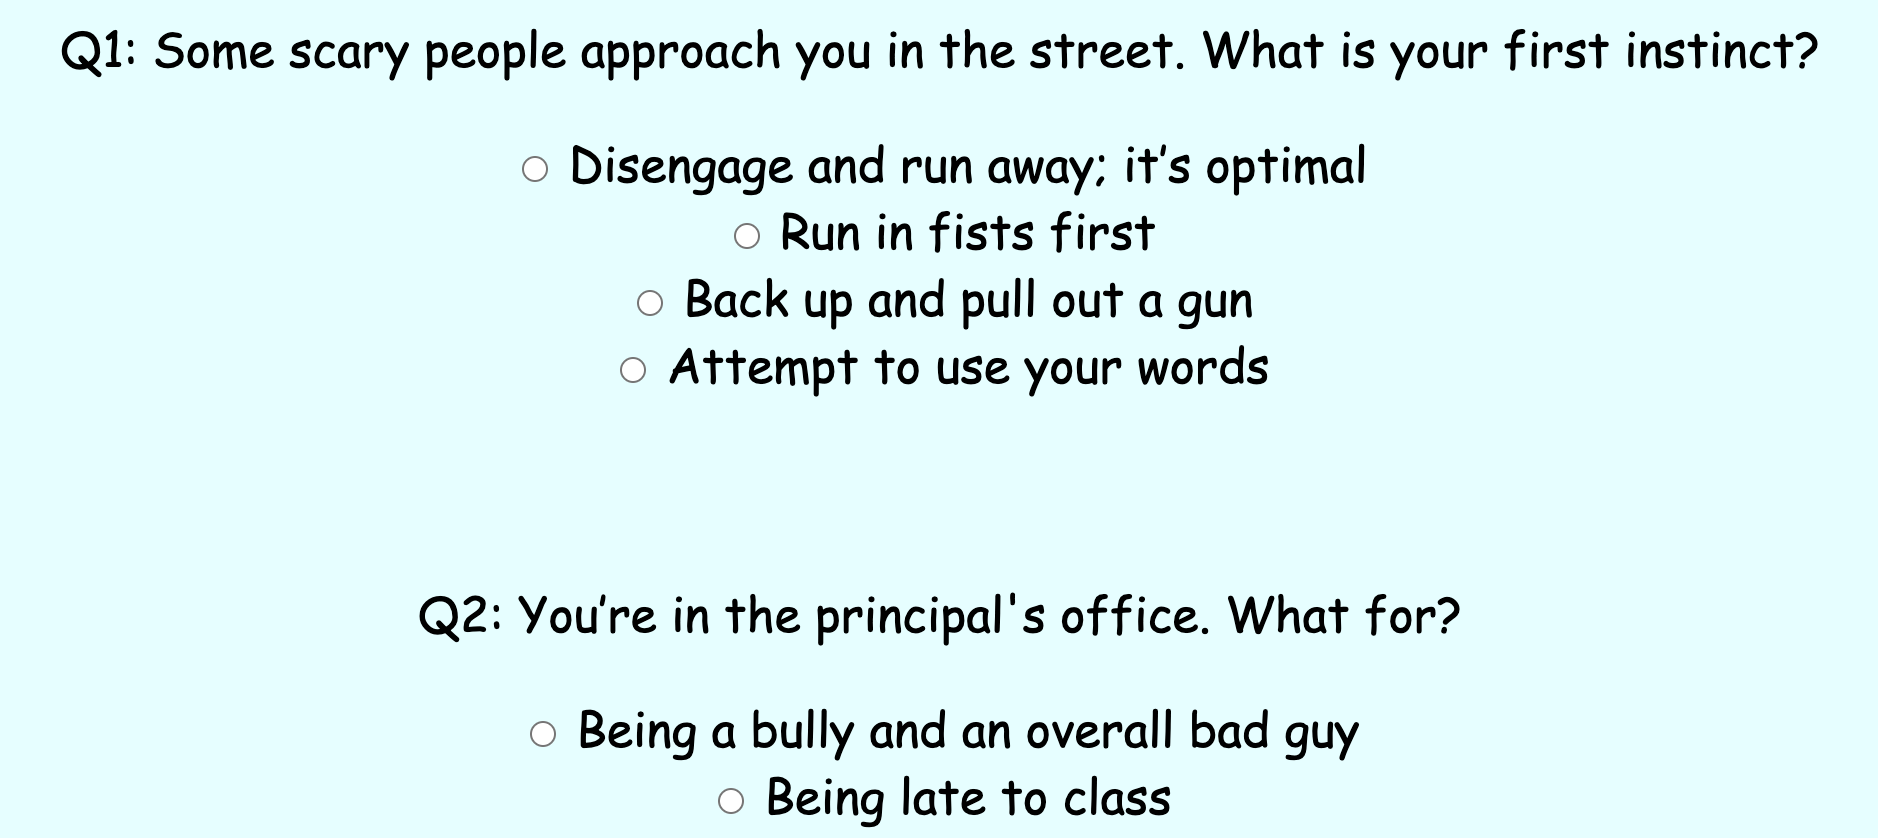 Q1: Some scary people approach you in the street. What is your first instinct?
Disengage and run away; it's optimal
Run in fists first
Back up and pull out a gun
Attempt to use your words
Q2: You're in the principal's office. What for?
Being a bully and an overall bad guy
Being late to class